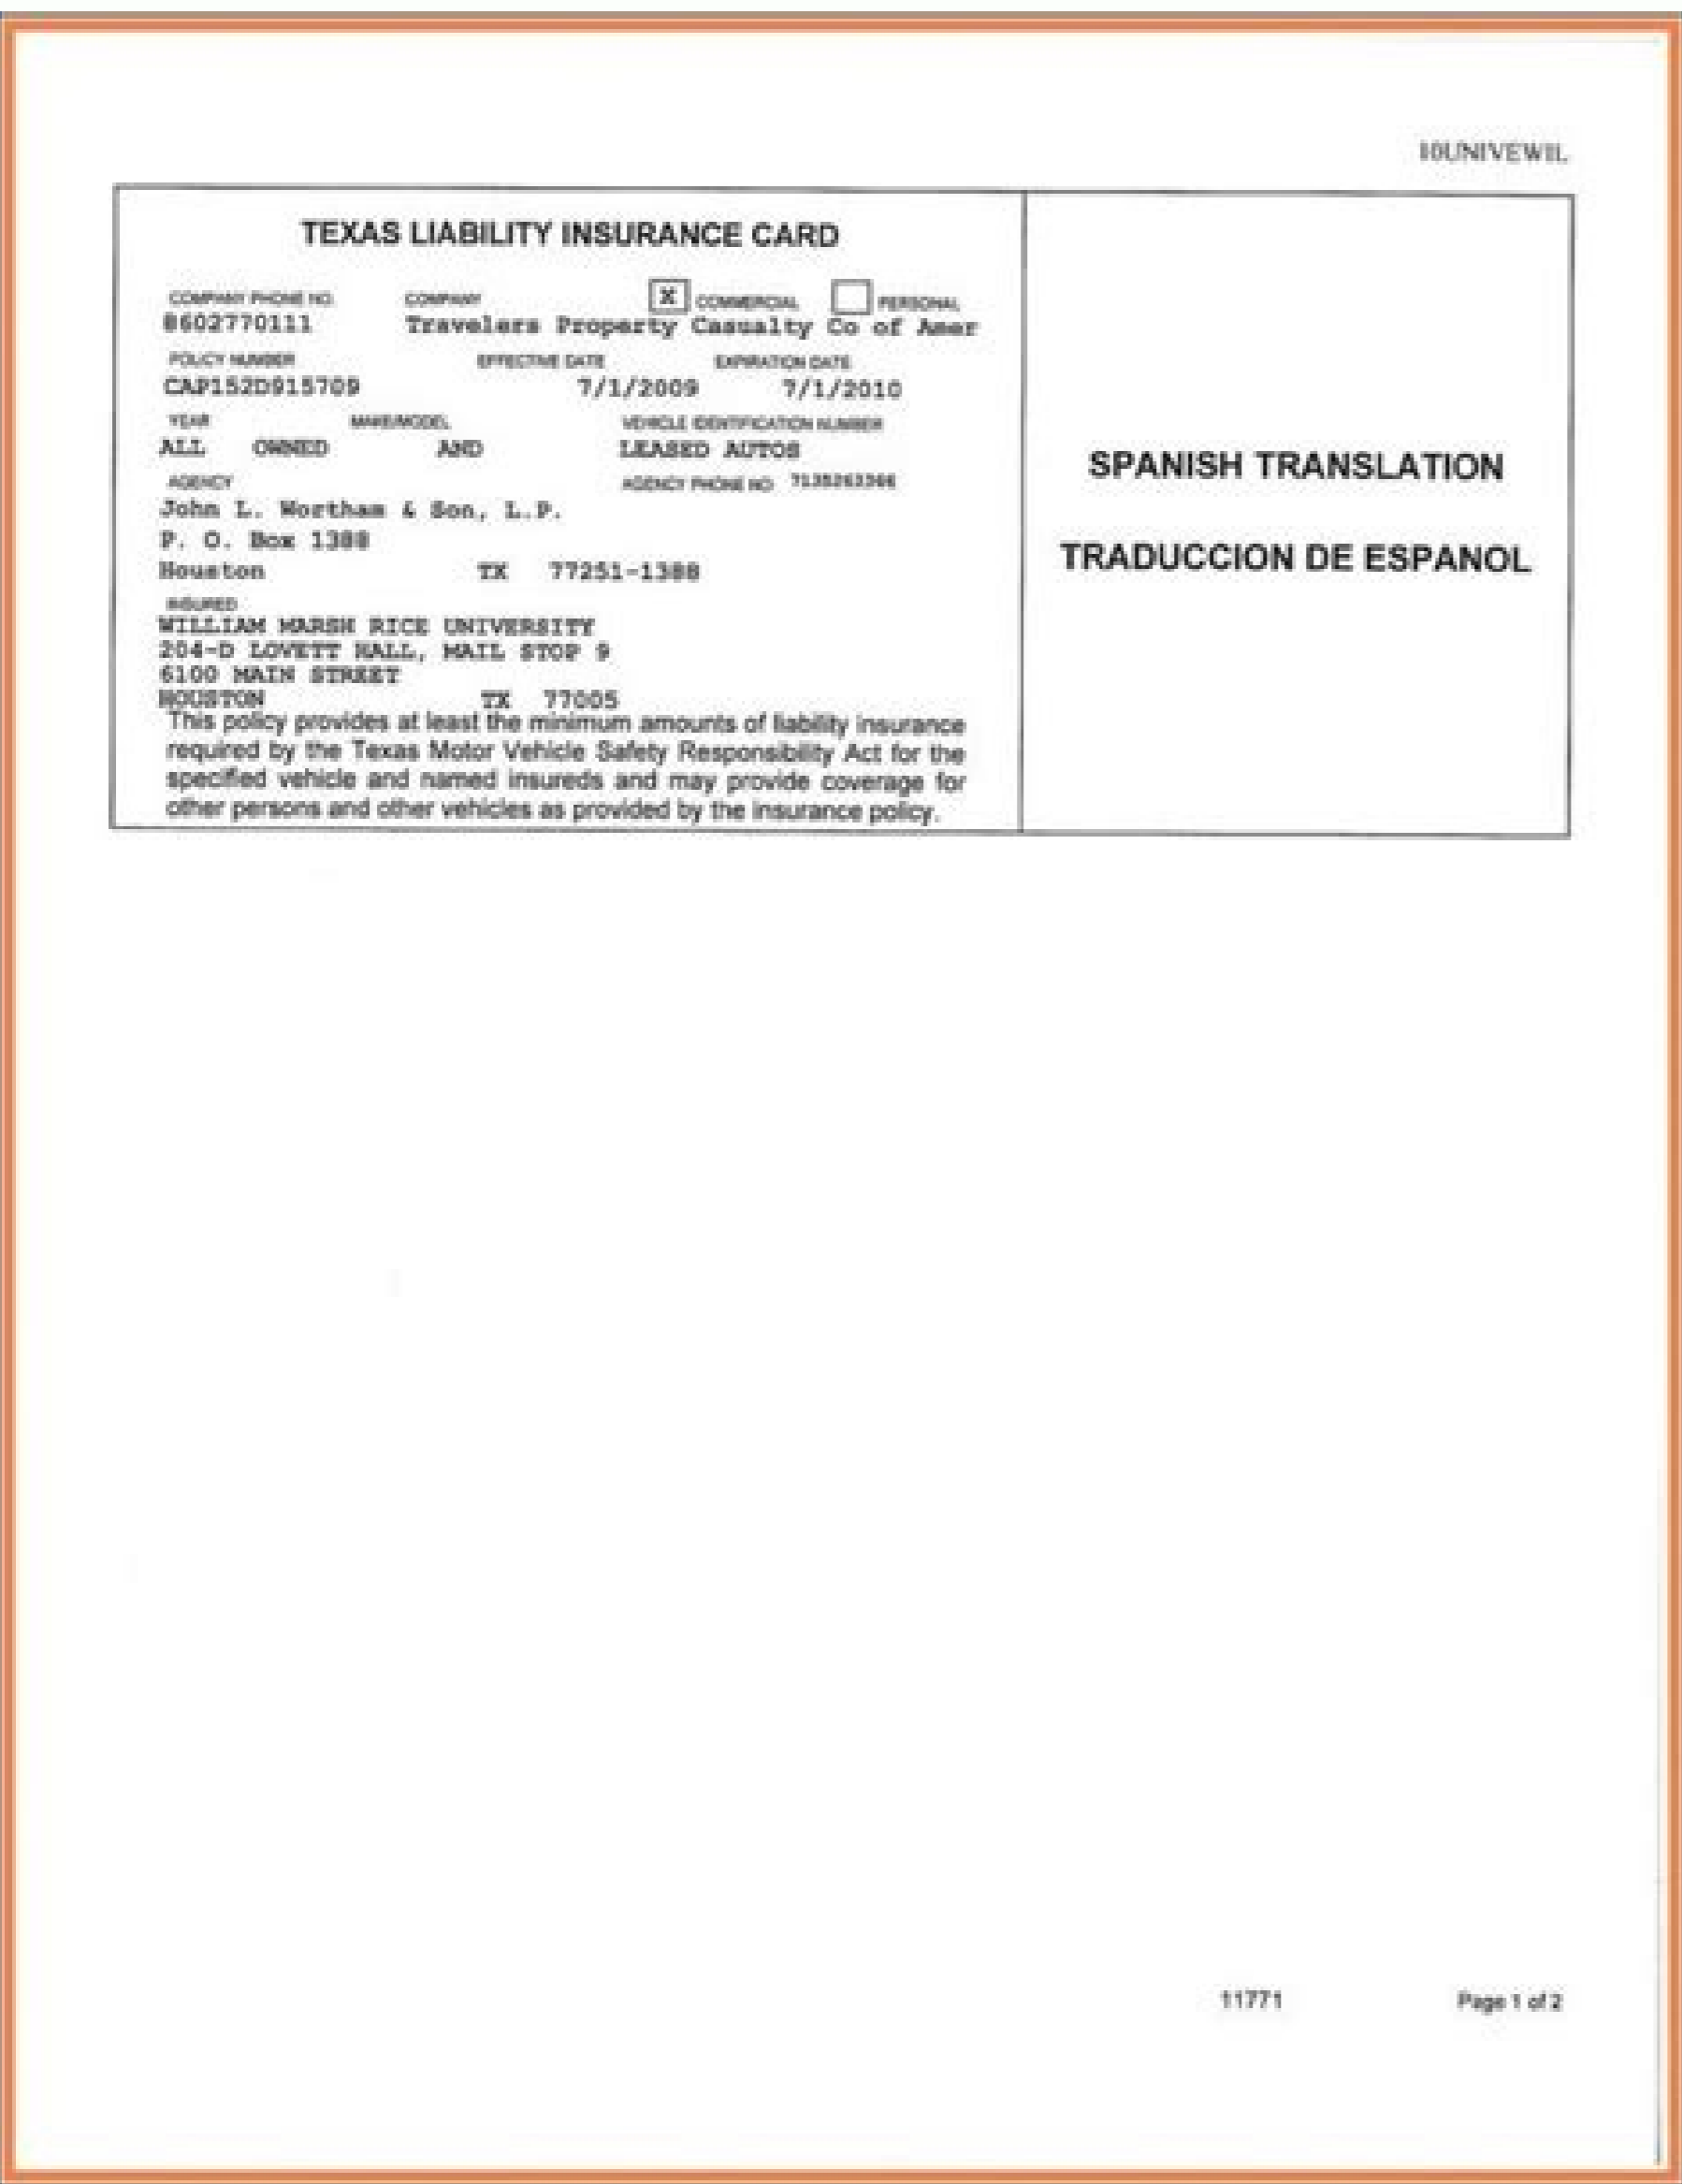 10UNIVEWIL
TEXAS LIABILITY INSURANCE CARD
COMPANY PHONE NO. COMPANY X COMMERCIAL PERSONAL
8602770111 Travelers Property Casualty Co of Amer
POLICY NUMBER EFFECTIVE DATE EXPIRATION DATE
CAP152D915709 7/1/2009 7/1/2010
YEAR MAKE/MODEL VEHICLE IDENTIFICATION NUMBER
ALL OWNED AND LEASED AUTOS
AGENCY AGENCY PHONE NO
John L. Wortham & Son, L.P.
P. O. Box 1388
Houston TX 77251-1388
INSURED
WILLIAM MARSH RICE UNIVERSITY
204-D LOVETT HALL, MAIL STOP 9
6100 MAIN STREET
HOUSTON TX 77005
This policy provides at least the minimum amounts of liability insurance
required by the Texas Motor Vehicle Safety Responsibility Act for the
specified vehicle and named insureds and may provide coverage for
other persons and other vehicles as provided by the insurance policy.
SPANISH TRANSLATION
TRADUCCION DE ESPANOL
11771 Page 1 of 2